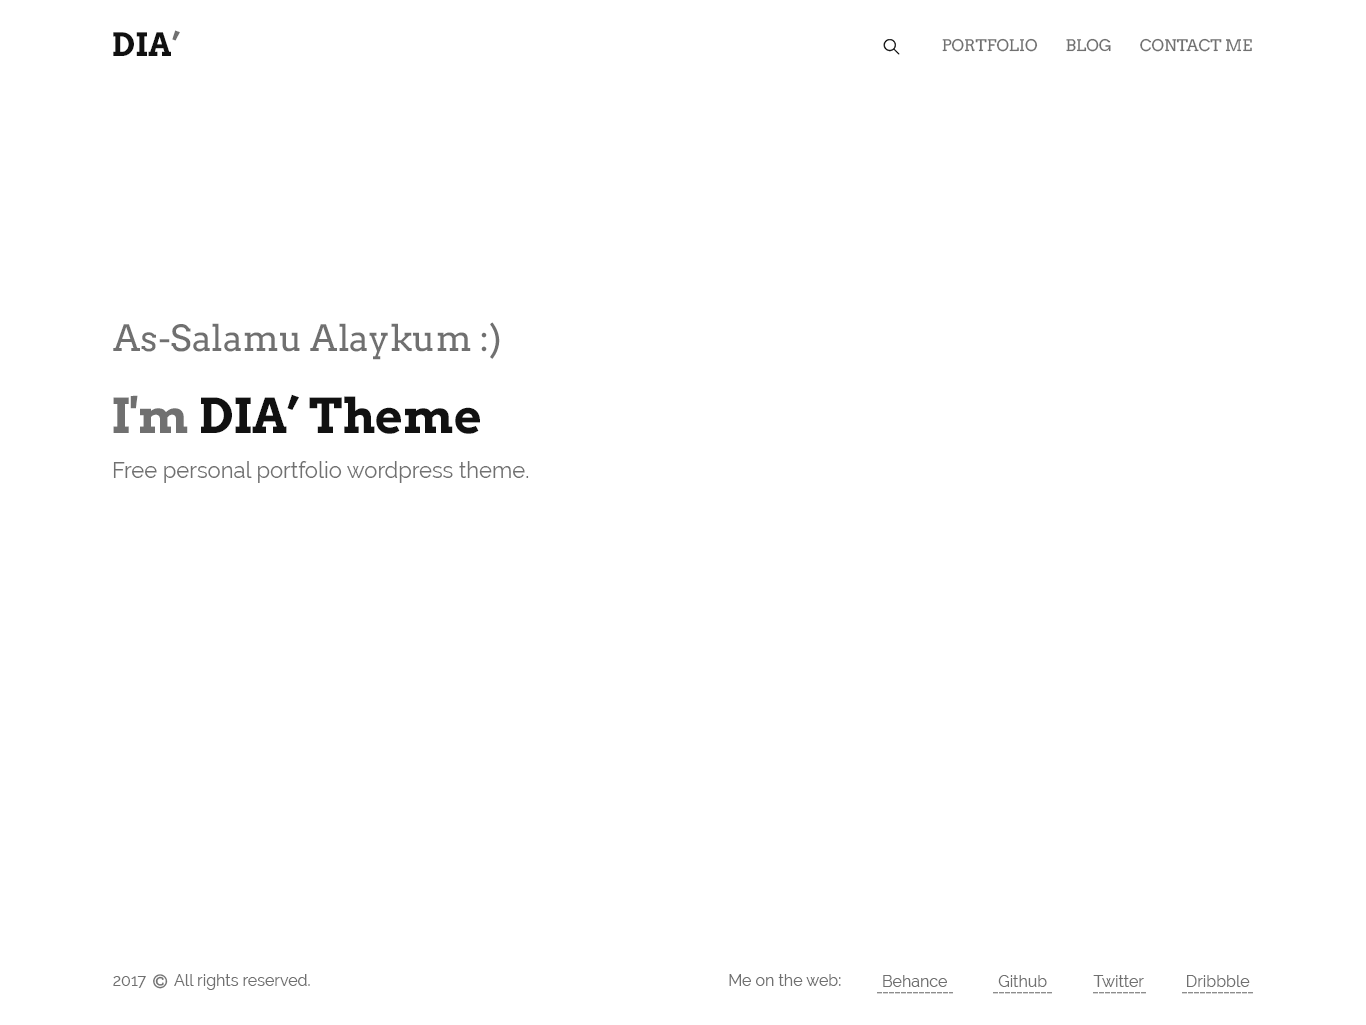 DIA’
PORTFOLIO BLOG CONTACT ME
As-Salamu Alaykum :)
I'm DIA’ Theme
Free personal portfolio wordpress theme.
2017 © All rights reserved.
Me on the web: Behance Github Twitter Dribbble